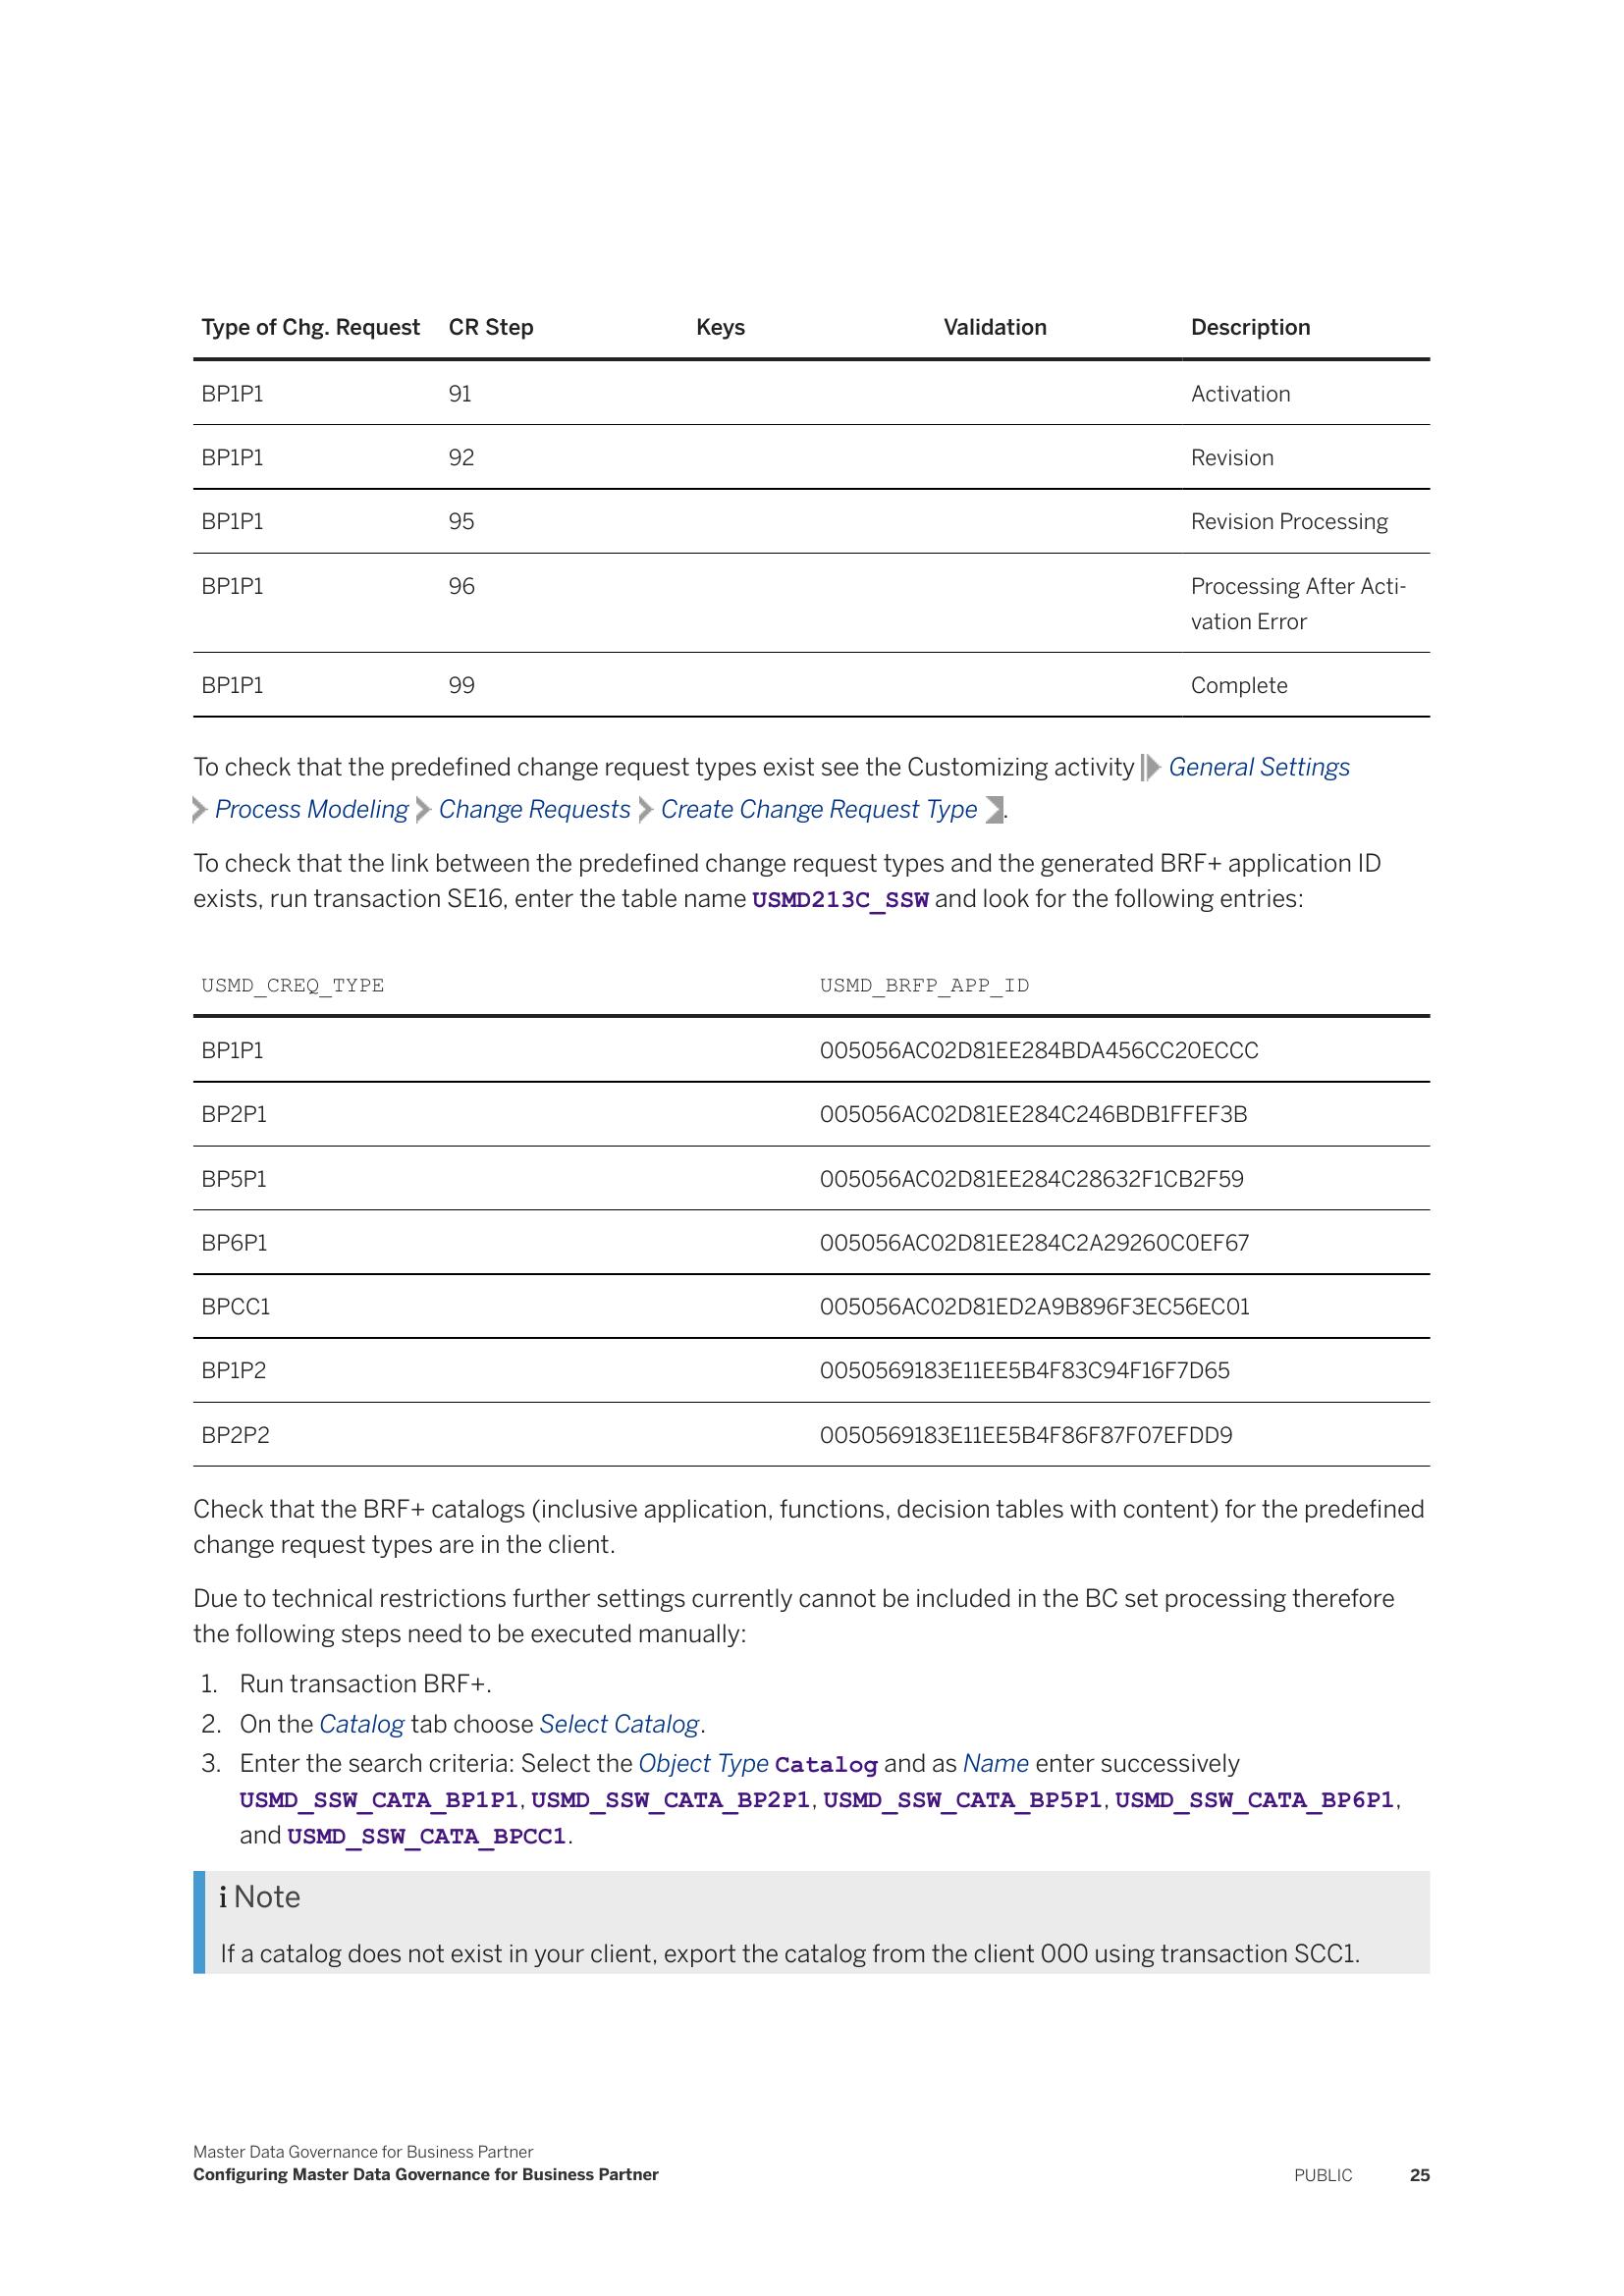 Type of Chg. Request CR Step Keys Validation Description
BP1P1 91 Activation
BP1P1 92 Revision
BP1P1 95 Revision Processing
BP1P1 96 Processing After Acti-
vation Error
BP1P1 99 Complete
To check that the predefined change request types exist see the Customizing activity General Settings
Process Modeling Change Requests Create Change Request Type .
To check that the link between the predefined change request types and the generated BRF+ application ID
exists, run transaction SE16, enter the table name USMD213C_SSW and look for the following entries:
USMD_CREQ_TYPE USMD_BRFP_APP_ID
BP1P1 005056AC02D81EE284BDA456CC20ECCC
BP2P1 005056AC02D81EE284C246BDB1FFEF3B
BP5P1 005056AC02D81EE284C28632F1CB2F59
BP6P1 005056AC02D81EE284C2A29260C0EF67
BPCC1 005056AC02D81ED2A9B896F3EC56EC01
BP1P2 0050569183E11EE5B4F83C94F16F7D65
BP2P2 0050569183E11EE5B4F86F87F07EFDD9
Check that the BRF+ catalogs (inclusive application, functions, decision tables with content) for the predefined
change request types are in the client.
Due to technical restrictions further settings currently cannot be included in the BC set processing therefore
the following steps need to be executed manually:
1. Run transaction BRF+.
2. On the Catalog tab choose Select Catalog.
3. Enter the search criteria: Select the Object Type Catalog and as Name enter successively
USMD_SSW_CATA_BP1P1, USMD_SSW_CATA_BP2P1, USMD_SSW_CATA_BP5P1, USMD_SSW_CATA_BP6P1,
and USMD_SSW_CATA_BPCC1.
i Note
If a catalog does not exist in your client, export the catalog from the client 000 using transaction SCC1.
Master Data Governance for Business Partner
Configuring Master Data Governance for Business Partner PUBLIC 25